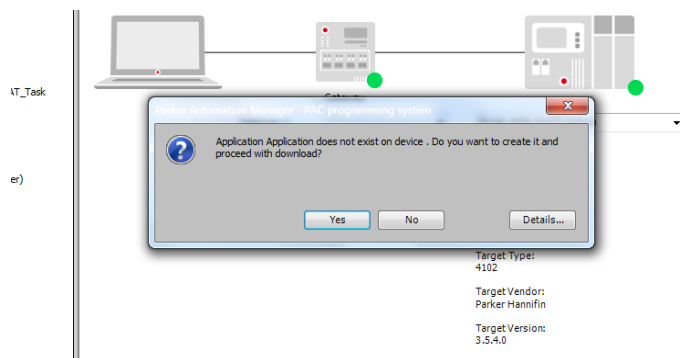 AT_Task
Gateway
Parker Automation Manager - PAC programming system
Application Application does not exist on device . Do you want to create it and
proceed with download?
Yes
No
Details...
er)
Target Type:
4102
Target Vendor:
Parker Hannifin
Target Version:
3.5.4.0